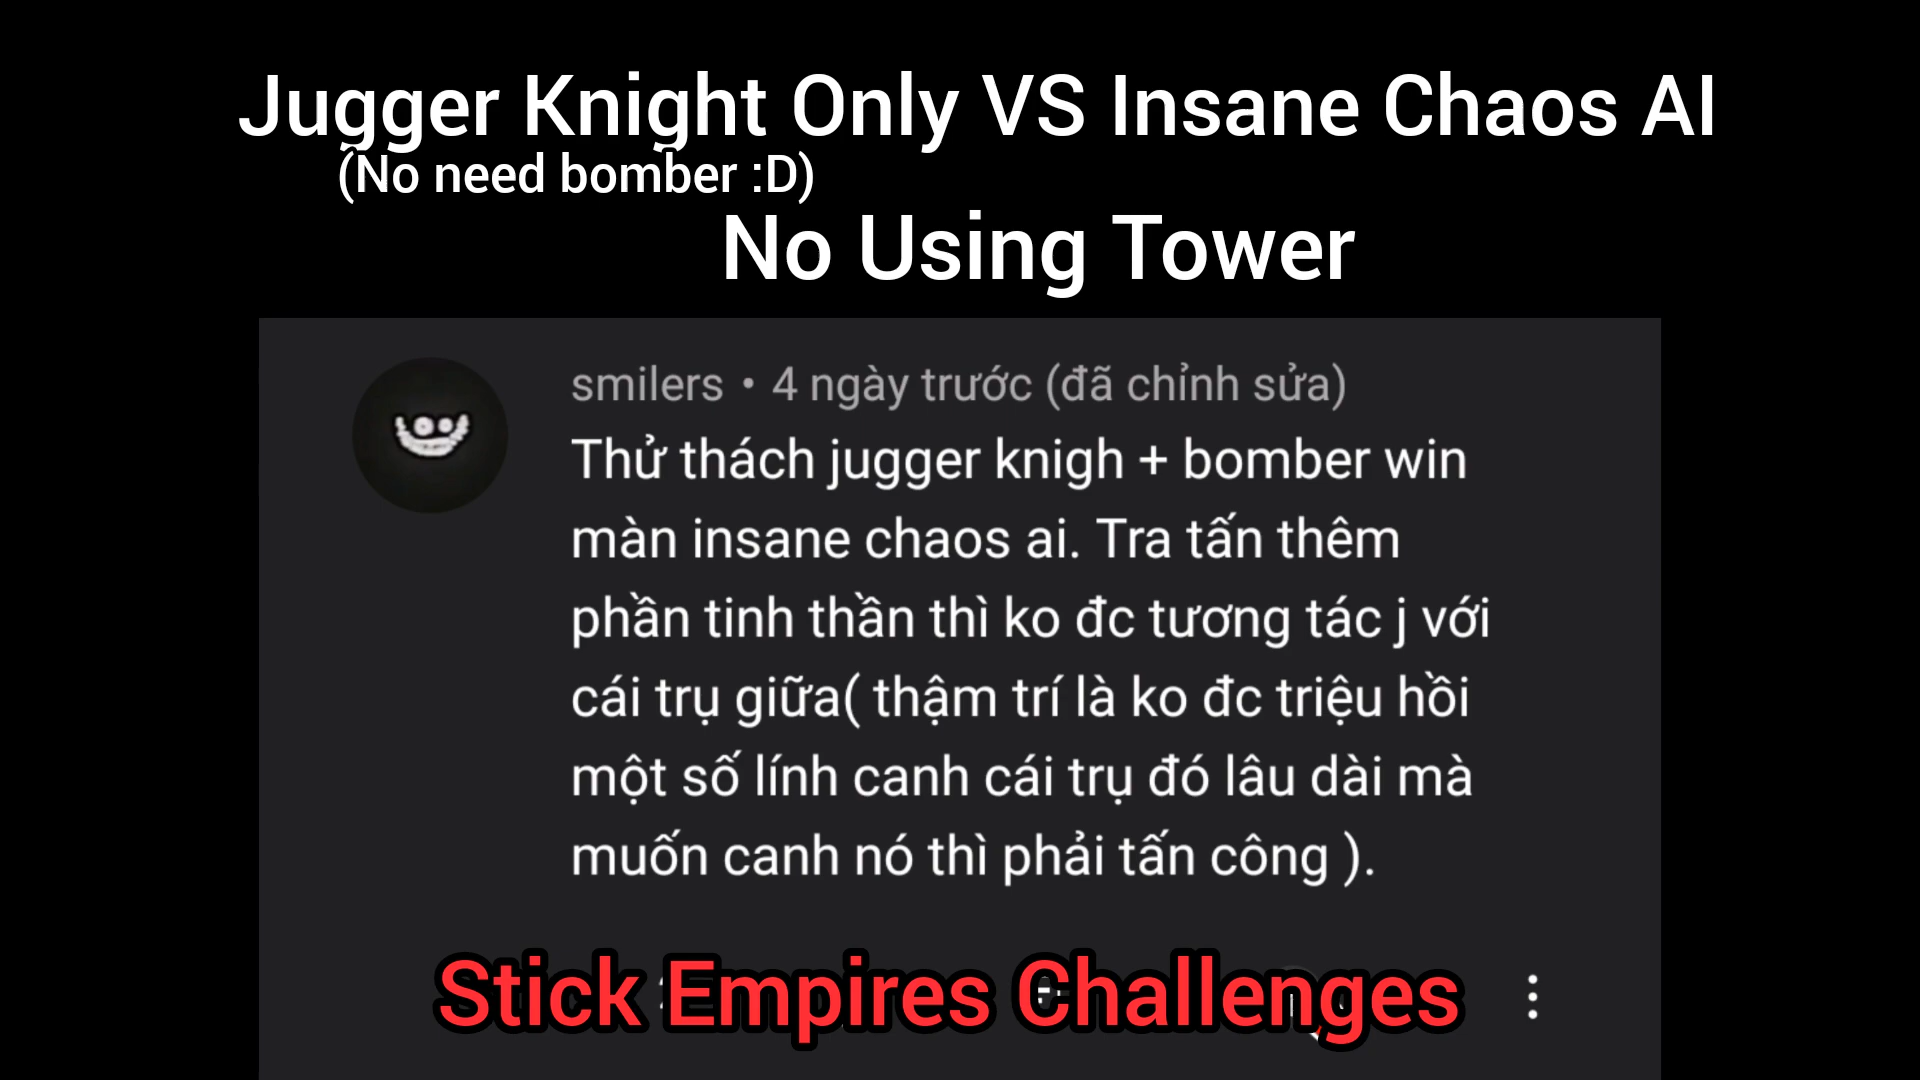 Jugger Knight Only VS Insane Chaos AI
(No need bomber :D)
No Using Tower
smilers • 4 ngày trước (đã chỉnh sửa)
Thử thách jugger knigh + bomber win
màn insane chaos ai. Tra tấn thêm
phần tinh thần thì ko đc tương tác j với
cái trụ giữa( thậm trí là ko đc triệu hồi
một số lính canh cái trụ đó lâu dài mà
muốn canh nó thì phải tấn công ).
Stick Empires Challenges